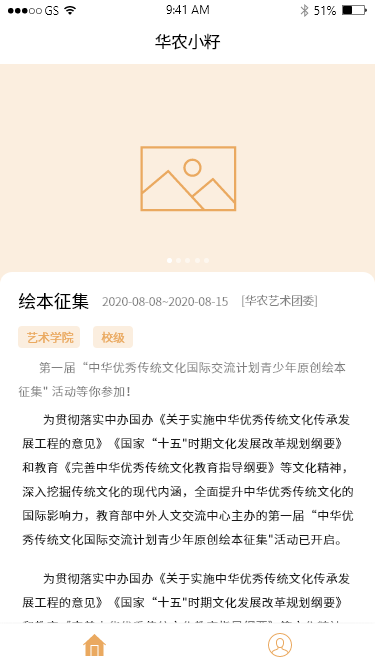 GS 9:41 AM 51%
华农小籽
绘本征集 2020-08-08~2020-08-15 [华农艺术团委]
艺术学院 校级
第一届“中华优秀传统文化国际交流计划青少年原创绘本
征集" 活动等你参加!
为贯彻落实中办国办《关于实施中华优秀传统文化传承发
展工程的意见》《国家“十五"时期文化发展改革规划纲要》
和教育《完善中华优秀传统文化教育指导纲要》等文化精神，
深入挖掘传统文化的现代内涵，全面提升中华优秀传统文化的
国际影响力，教育部中外人文交流中心主办的第一届“中华优
秀传统文化国际交流计划青少年原创绘本征集"活动已开启。
为贯彻落实中办国办《关于实施中华优秀传统文化传承发
展工程的意见》《国家“十五"时期文化发展改革规划纲要》